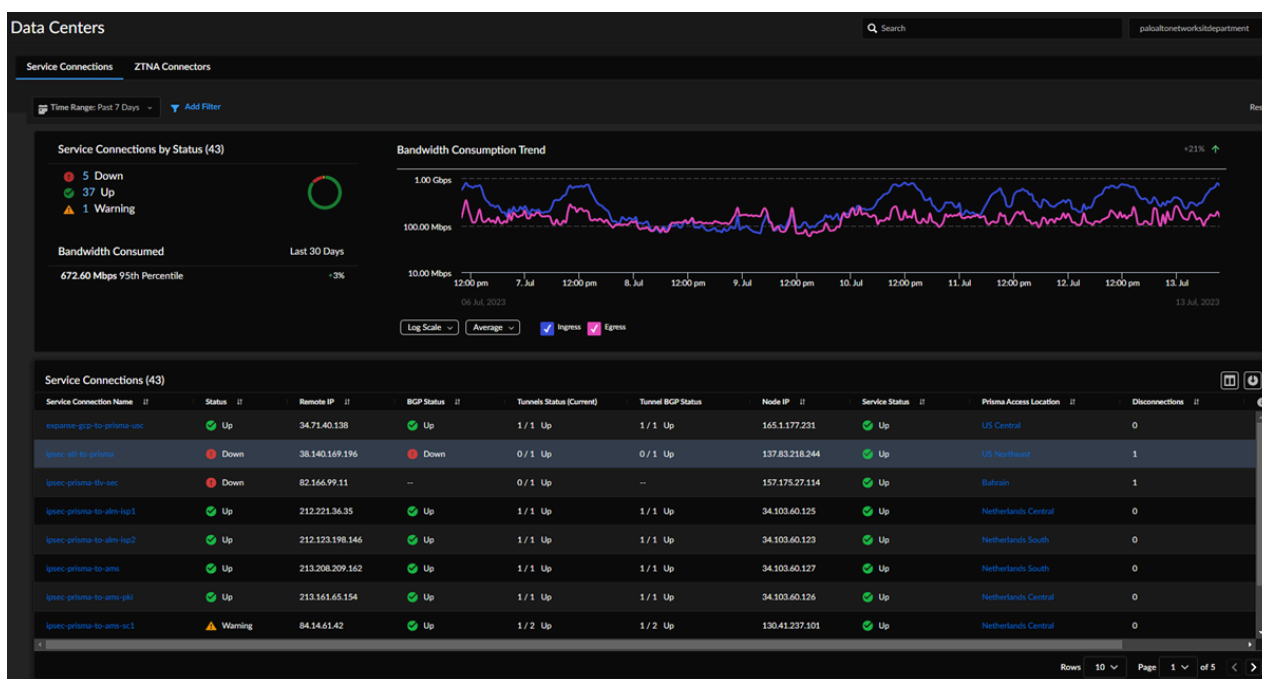 Data Centers
Search
paloaltonetworksitdepartment
Service Connections ZTNA Connectors
Time Range: Past 7 Days Add Filter
Res
Service Connections by Status (43)
5 Down
37 Up
1 Warning
Bandwidth Consumed Last 30 Days
672.60 Mbps 95th Percentile +3%
Bandwidth Consumption Trend +21%
1.00 Gbps
100.00 Mbps
10.00 Mbps
12:00 pm 7. Jul 12:00 pm 8. Jul 12:00 pm 9. Jul 12:00 pm 10. Jul 12:00 pm 11. Jul 12:00 pm 12. Jul 12:00 pm 13. Jul
06 Jul, 2023 13 Jul, 2023
Log Scale Average Ingress Egress
Service Connections (43)
Service Connection Name Status Remote IP BGP Status Tunnels Status (Current) Tunnel BGP Status Node IP Service Status Prisma Access Location Disconnections
expanse-gcp-to-prisma-usc Up 34.71.40.138 Up 1 / 1 Up 1 / 1 Up 165.1.177.231 Up US Central 0
Down 38.140.169.196 Down 0 / 1 Up 0 / 1 Up 137.83.218.244 Up US Northeast 1
ipsec-prisma-tlv-sec Down 82.166.99.11 -- 0 / 1 Up -- 157.175.27.114 Up Bahrain 1
ipsec-prisma-to-alm-isp1 Up 212.221.36.35 Up 1 / 1 Up 1 / 1 Up 34.103.60.125 Up Netherlands Central 0
ipsec-prisma-to-alm-isp2 Up 212.123.198.146 Up 1 / 1 Up 1 / 1 Up 34.103.60.123 Up Netherlands South 0
ipsec-prisma-to-ams Up 213.208.209.162 Up 1 / 1 Up 1 / 1 Up 34.103.60.127 Up Netherlands South 0
ipsec-prisma-to-ams-pki Up 213.161.65.154 Up 1 / 1 Up 1 / 1 Up 34.103.60.126 Up Netherlands Central 0
ipsec-prisma-to-ams-sc1 Warning 84.14.61.42 Up 1 / 2 Up 1 / 2 Up 130.41.237.101 Up Netherlands Central 0
Rows 10 Page 1 of 5